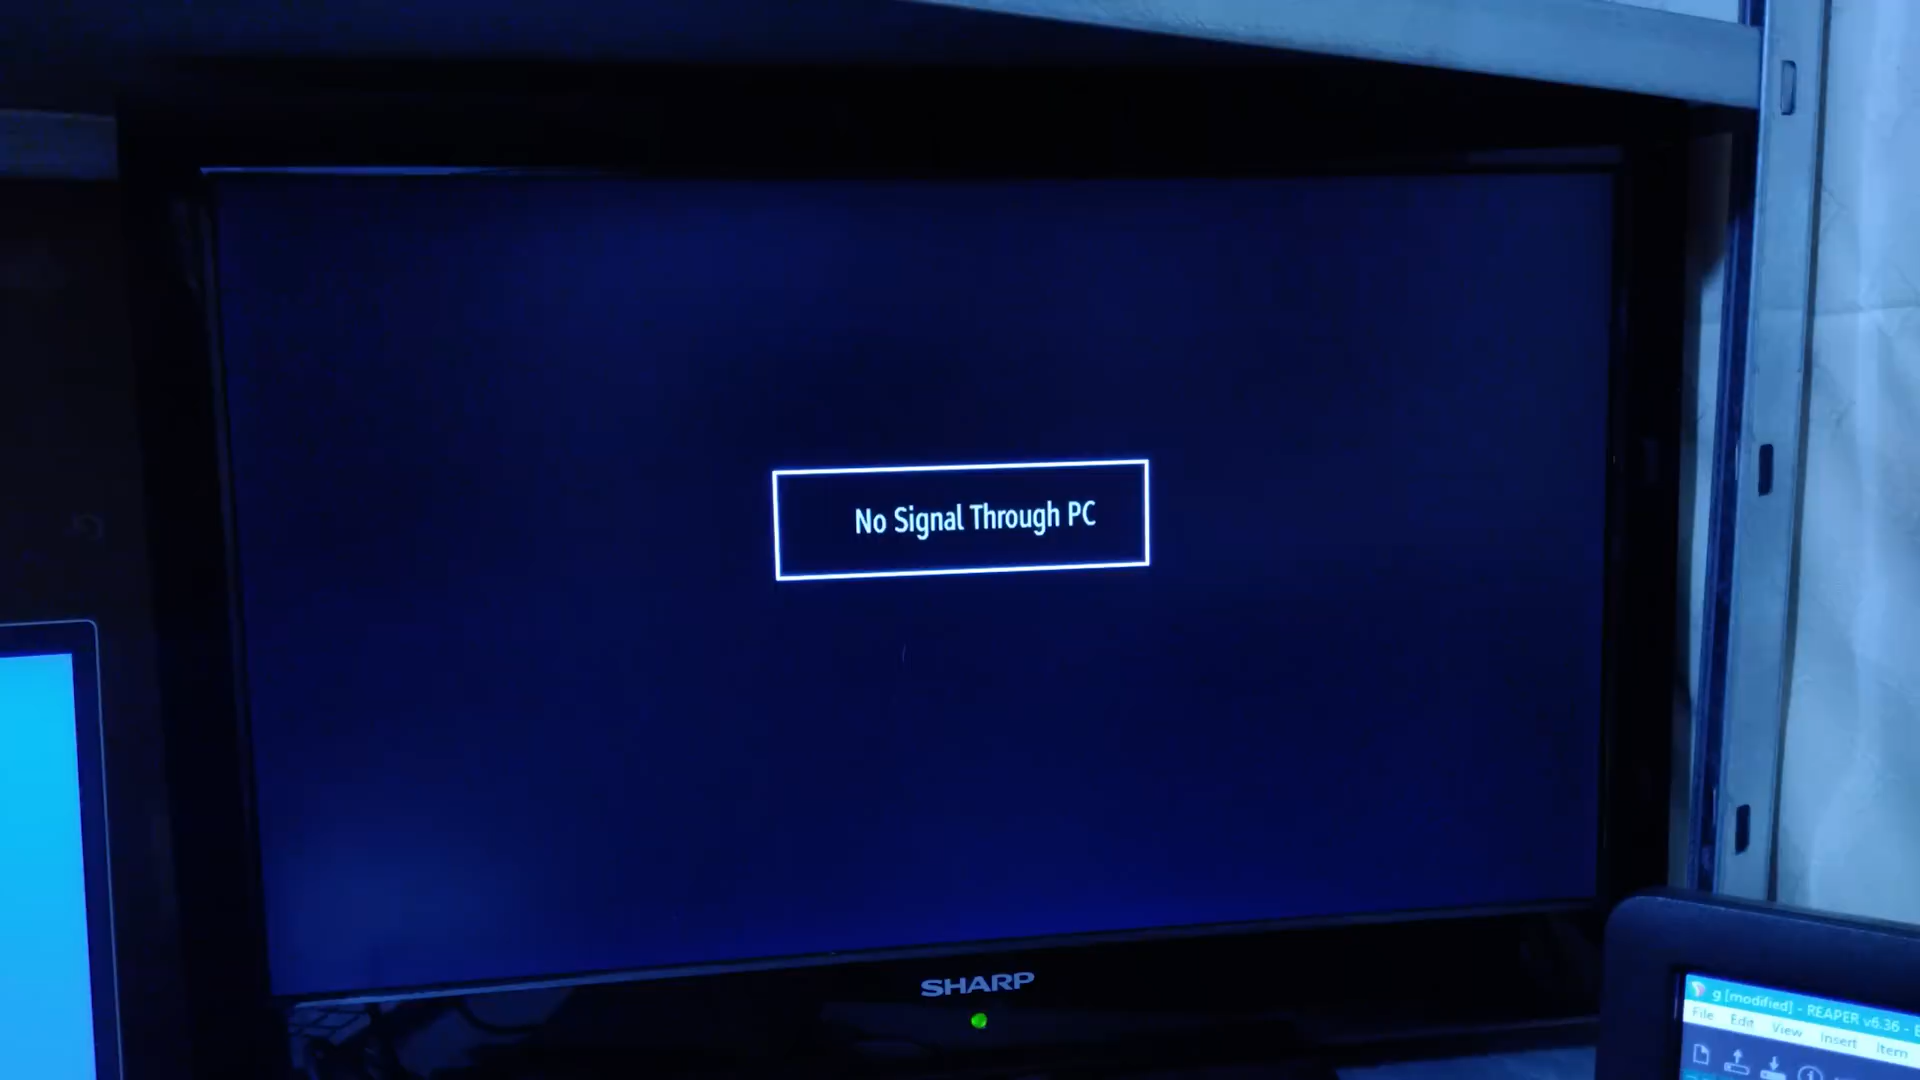 No Signal Through PC
SHARP
g [modified] - REAPER v6.36 -
File Edit View Insert Item